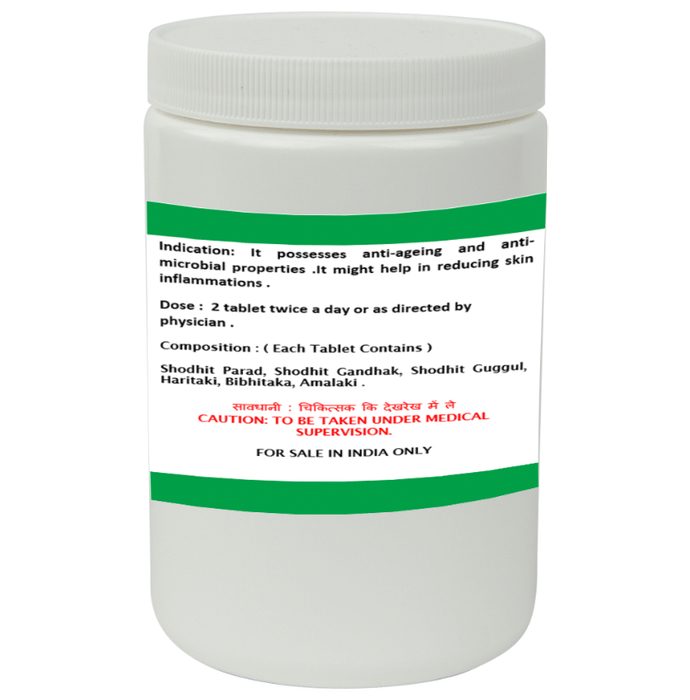 Indication: It possesses anti-ageing and anti-
microbial properties .It might help in reducing skin
inflammations .
Dose : 2 tablet twice a day or as directed by
physician .
Composition : ( Each Tablet Contains )
Shodhit Parad, Shodhit Gandhak, Shodhit Guggul,
Haritaki, Bibhitaka, Amalaki .
सावधानी : चिकित्सक कि देखरेख में ले
CAUTION: TO BE TAKEN UNDER MEDICAL
SUPERVISION.
FOR SALE IN INDIA ONLY